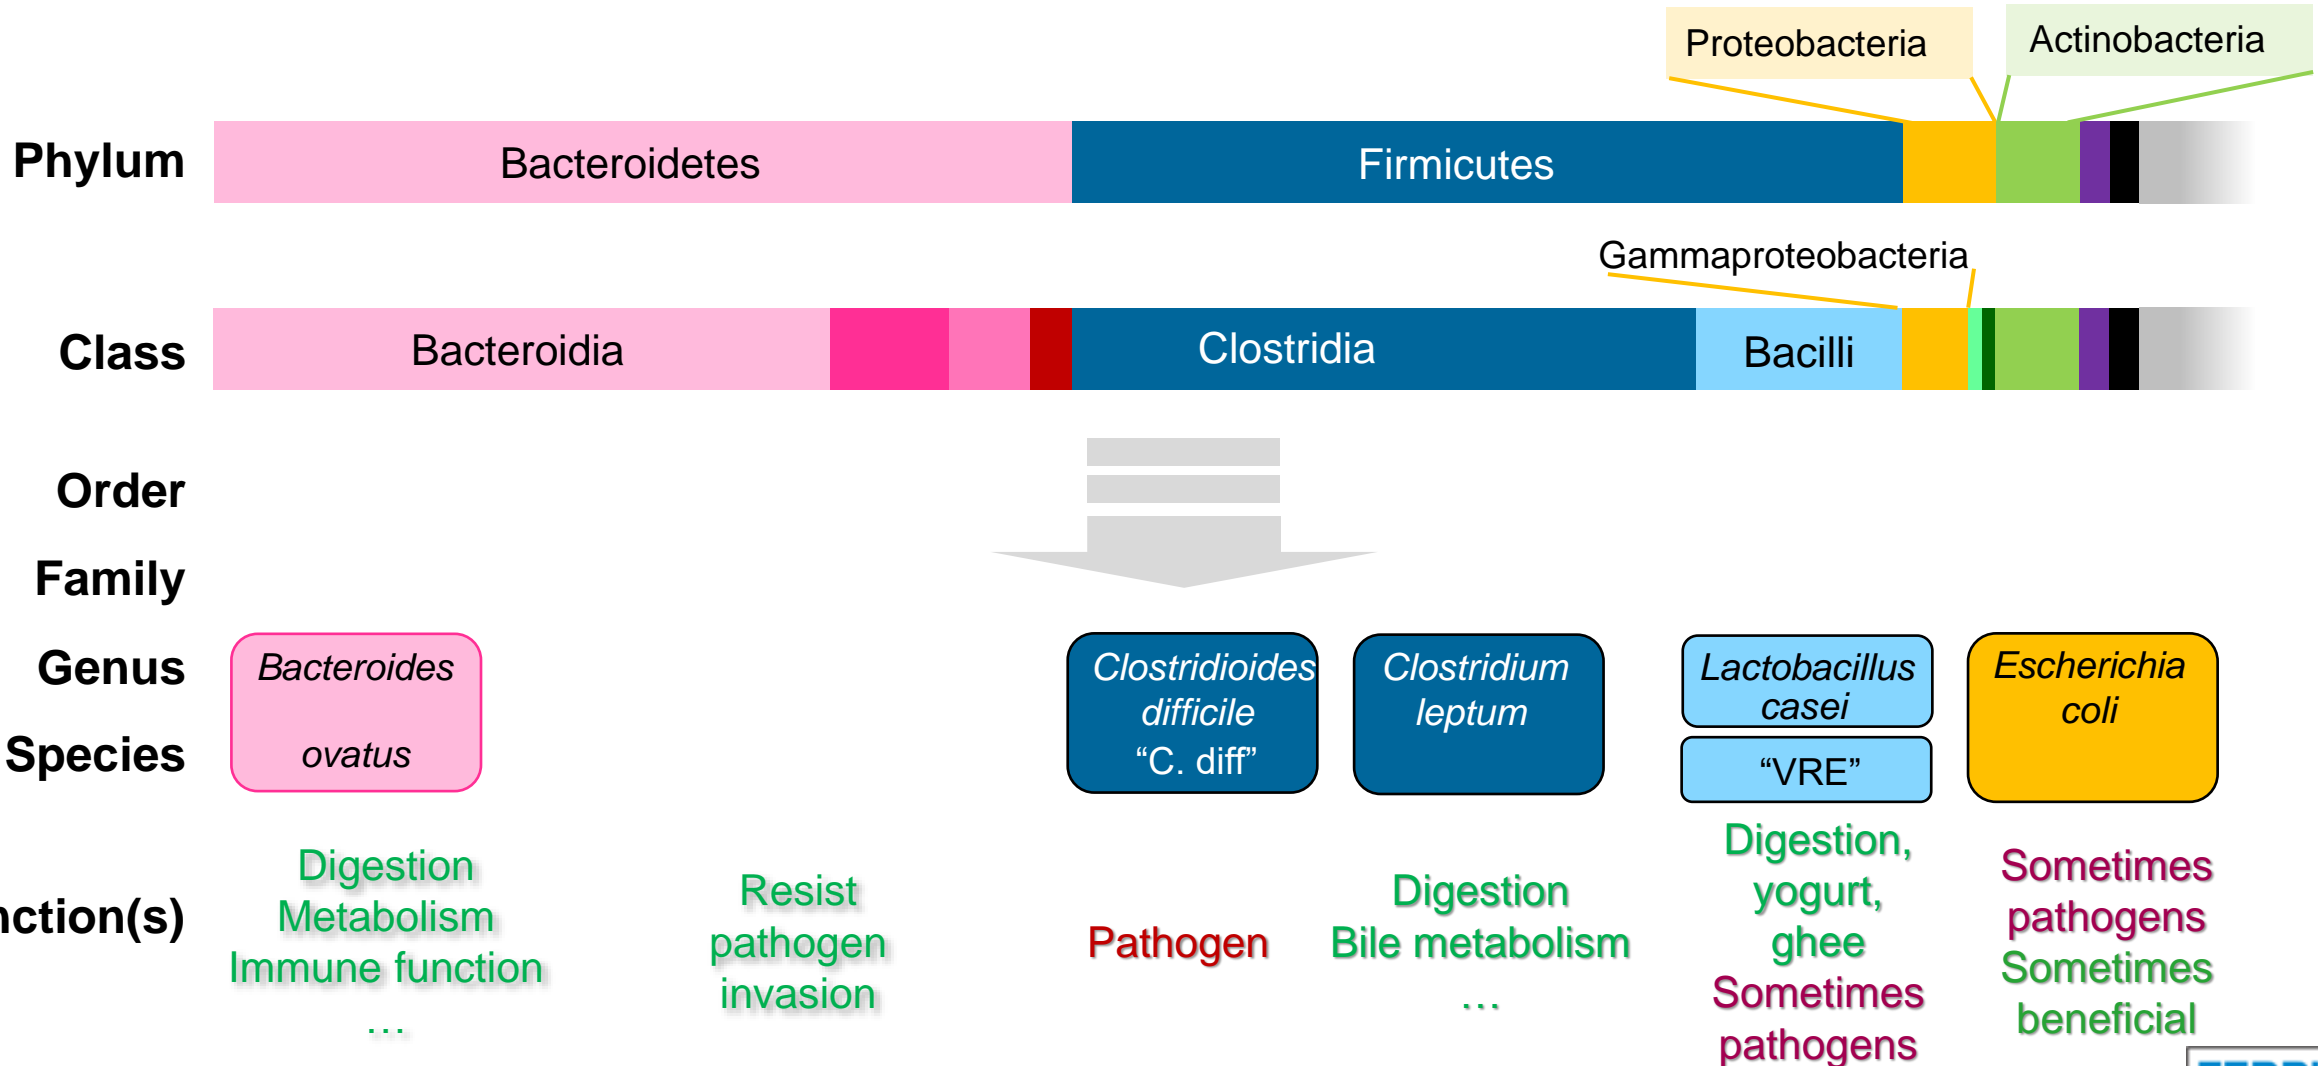 Proteobacteria
Actinobacteria
Phylum
Bacteroidetes
Firmicutes
Gammaproteobacteria
Class
Bacteroidia
Clostridia
Bacilli
Order
Family
Genus
Species
Bacteroides
ovatus
Clostridioides
difficile
“C. diff”
Clostridium
leptum
Lactobacillus
casei
“VRE”
Escherichia
coli
nction(s)
Digestion
Metabolism
Immune function
…
Resist
pathogen
invasion
Pathogen
Digestion
Bile metabolism
…
Digestion,
yogurt,
ghee
Sometimes
pathogens
Sometimes
pathogens
Sometimes
beneficial